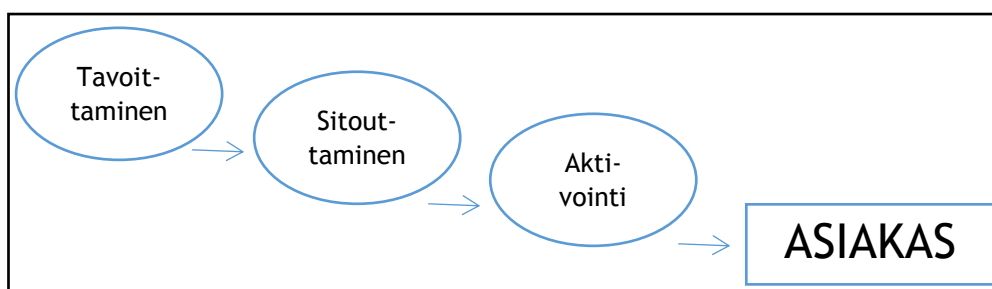 Tavoit-
taminen
Sitout-
taminen
Akti-
vointi
ASIAKAS